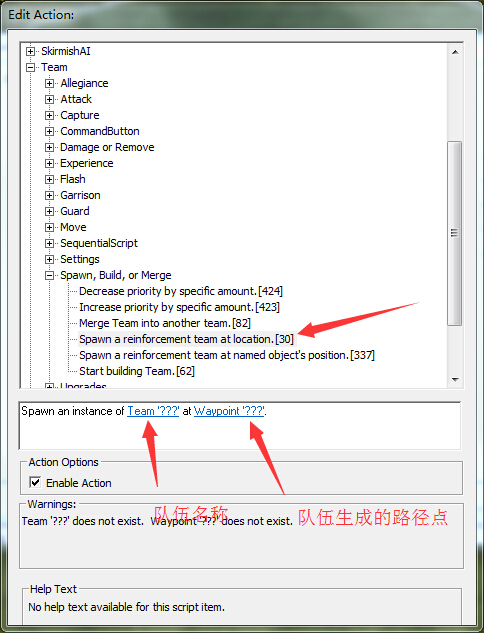 Edit Action:
SkirmishAI
Team
Allegiance
Attack
Capture
CommandButton
Damage or Remove
Experience
Flash
Garrison
Guard
Move
SequentialScript
Settings
Spawn, Build, or Merge
Decrease priority by specific amount.[424]
Increase priority by specific amount.[423]
Merge Team into another team.[82]
Spawn a reinforcement team at location.[30]
Spawn a reinforcement team at named object's position.[337]
Start building Team.[62]
Upgrades
Spawn an instance of Team '???' at Waypoint '???'.
Action Options
Enable Action
Warnings:
队伍名称
队伍生成的路径点
Team '???' does not exist.  Waypoint '???' does not exist.
Help Text
No help text available for this script item.